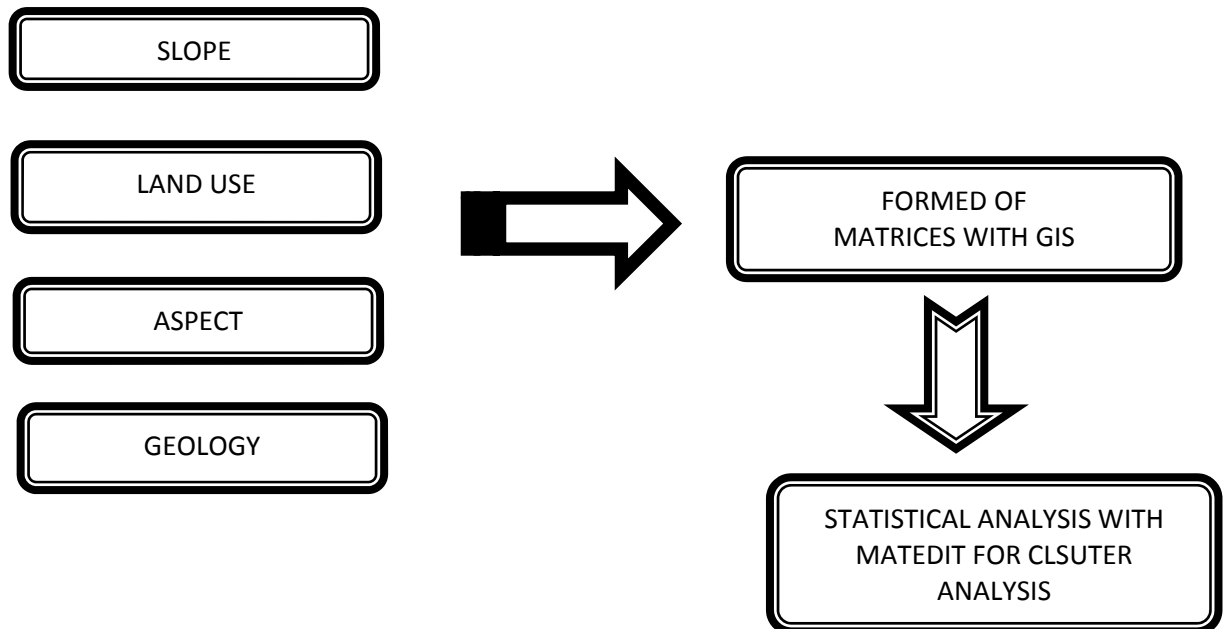 SLOPE
LAND USE
ASPECT
GEOLOGY
FORMED OF
MATRICES WITH GIS
STATISTICAL ANALYSIS WITH
MATEDIT FOR CLSUTER
ANALYSIS